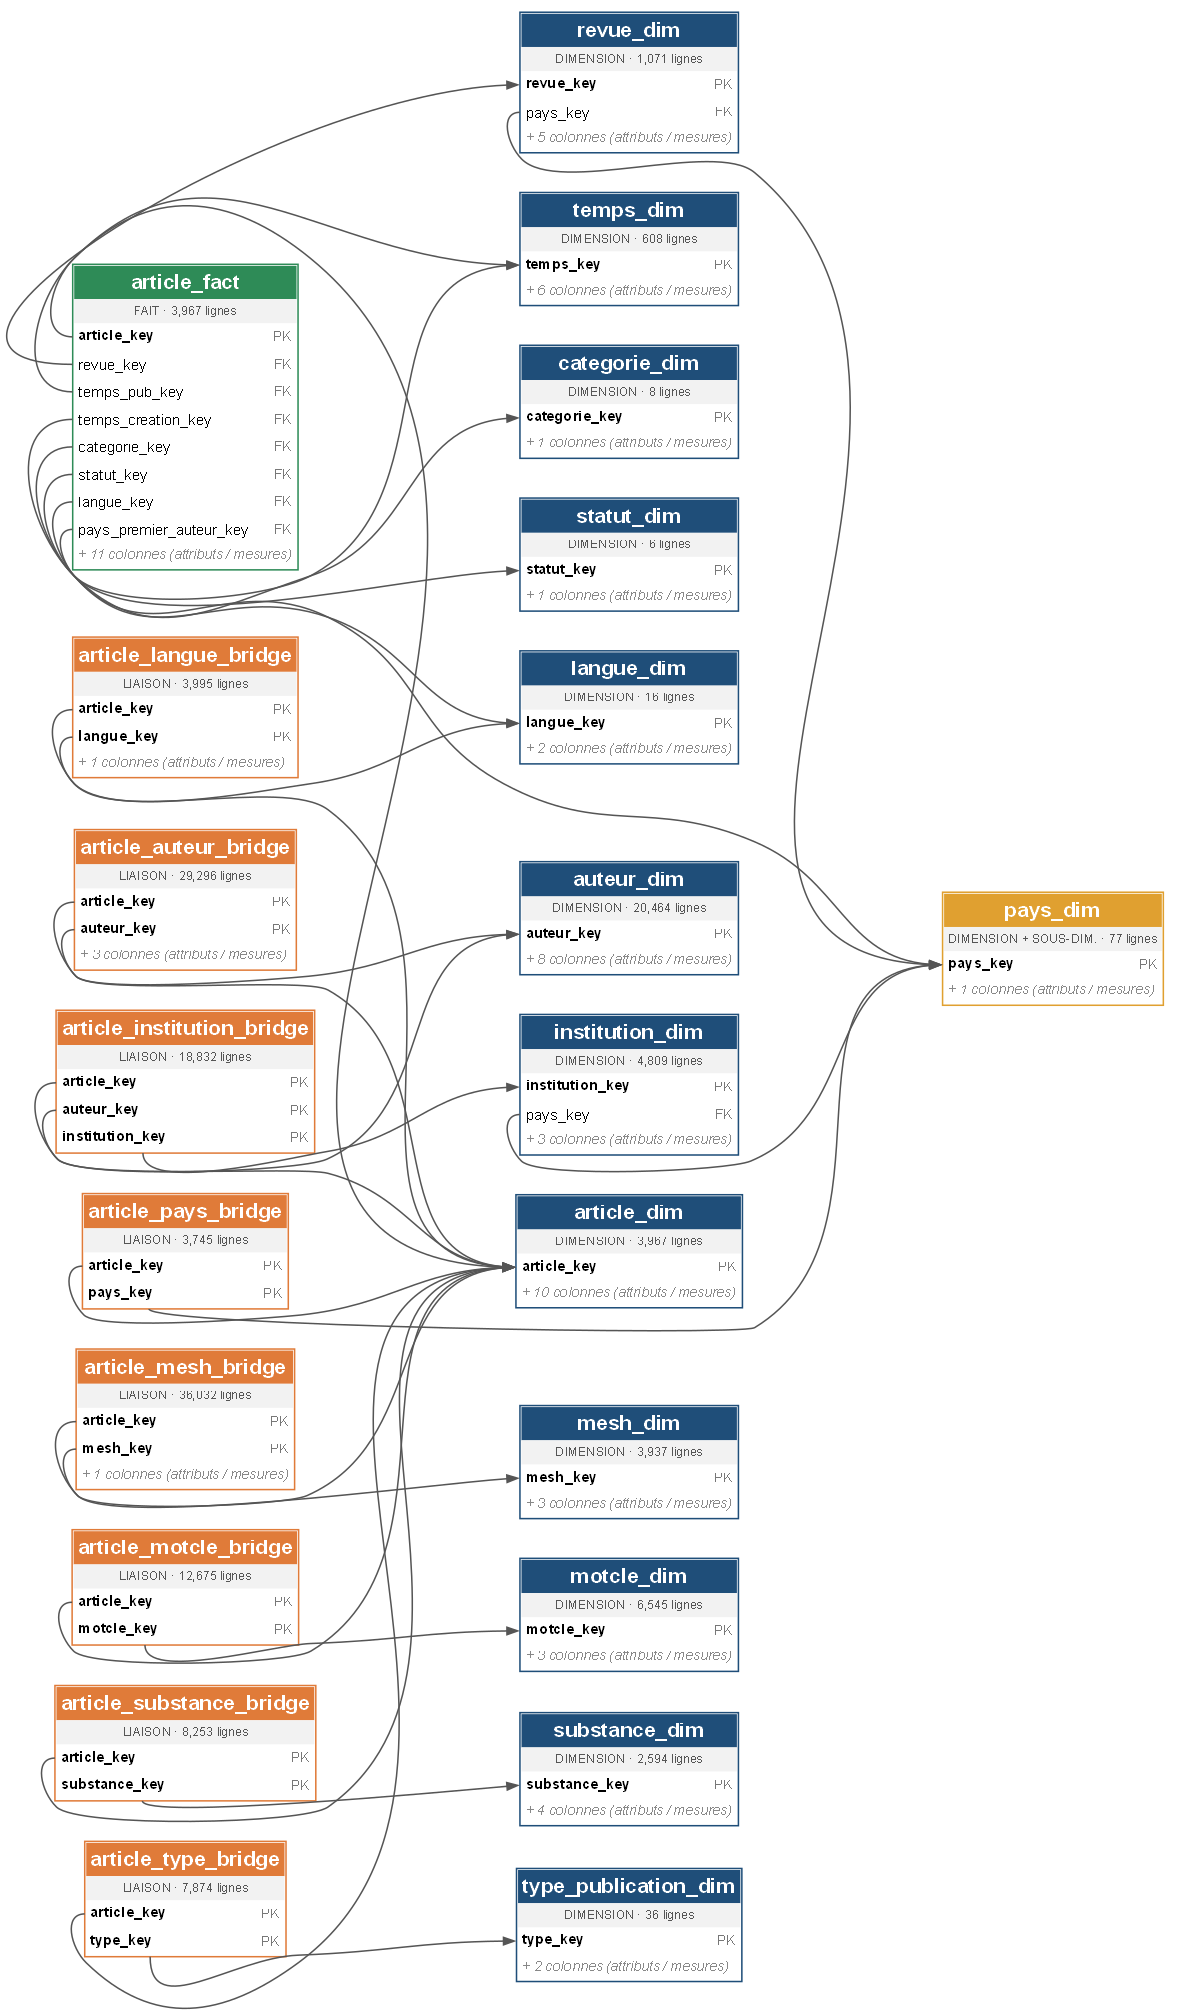 revue_dim
DIMENSION · 1,071 lignes
revue_key PK
pays_key FK
+ 5 colonnes (attributs / mesures)
temps_dim
DIMENSION · 608 lignes
temps_key PK
+ 6 colonnes (attributs / mesures)
article_fact
FAIT · 3,967 lignes
article_key PK
revue_key FK
temps_pub_key FK
temps_creation_key FK
categorie_key FK
statut_key FK
langue_key FK
pays_premier_auteur_key FK
+ 11 colonnes (attributs / mesures)
categorie_dim
DIMENSION · 8 lignes
categorie_key PK
+ 1 colonnes (attributs / mesures)
statut_dim
DIMENSION · 6 lignes
statut_key PK
+ 1 colonnes (attributs / mesures)
article_langue_bridge
LIAISON · 3,995 lignes
article_key PK
langue_key PK
+ 1 colonnes (attributs / mesures)
langue_dim
DIMENSION · 16 lignes
langue_key PK
+ 2 colonnes (attributs / mesures)
article_auteur_bridge
LIAISON · 29,296 lignes
article_key PK
auteur_key PK
+ 3 colonnes (attributs / mesures)
auteur_dim
DIMENSION · 20,464 lignes
auteur_key PK
+ 8 colonnes (attributs / mesures)
pays_dim
DIMENSION + SOUS-DIM. · 77 lignes
pays_key PK
+ 1 colonnes (attributs / mesures)
article_institution_bridge
LIAISON · 18,832 lignes
article_key PK
auteur_key PK
institution_key PK
institution_dim
DIMENSION · 4,809 lignes
institution_key PK
pays_key FK
+ 3 colonnes (attributs / mesures)
article_pays_bridge
LIAISON · 3,745 lignes
article_key PK
pays_key PK
article_dim
DIMENSION · 3,967 lignes
article_key PK
+ 10 colonnes (attributs / mesures)
article_mesh_bridge
LIAISON · 36,032 lignes
article_key PK
mesh_key PK
+ 1 colonnes (attributs / mesures)
mesh_dim
DIMENSION · 3,937 lignes
mesh_key PK
+ 3 colonnes (attributs / mesures)
article_motcle_bridge
LIAISON · 12,675 lignes
article_key PK
motcle_key PK
motcle_dim
DIMENSION · 6,545 lignes
motcle_key PK
+ 3 colonnes (attributs / mesures)
article_substance_bridge
LIAISON · 8,253 lignes
article_key PK
substance_key PK
substance_dim
DIMENSION · 2,594 lignes
substance_key PK
+ 4 colonnes (attributs / mesures)
article_type_bridge
LIAISON · 7,874 lignes
article_key PK
type_key PK
type_publication_dim
DIMENSION · 36 lignes
type_key PK
+ 2 colonnes (attributs / mesures)